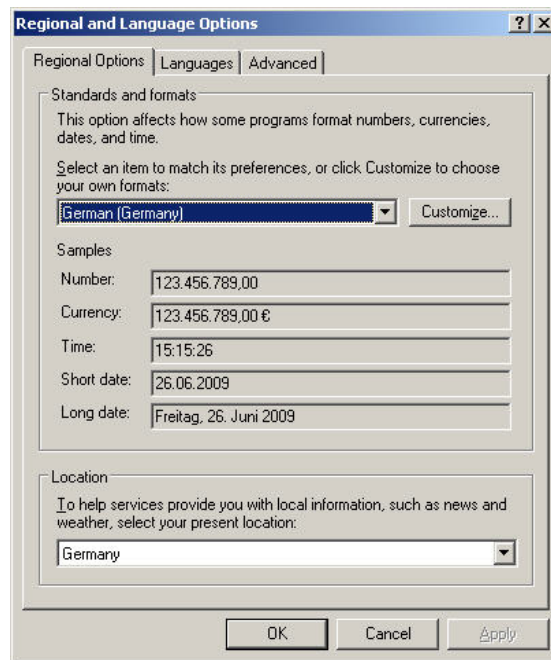 Regional and Language Options
Regional Options Languages Advanced
Standards and formats
This option affects how some programs format numbers, currencies,
dates, and time.
Select an item to match its preferences, or click Customize to choose
your own formats:
German (Germany) Customize...
Samples
Number: 123.456.789,00
Currency: 123.456.789,00 €
Time: 15:15:26
Short date: 26.06.2009
Long date: Freitag, 26. Juni 2009
Location
To help services provide you with local information, such as news and
weather, select your present location:
Germany
OK Cancel Apply